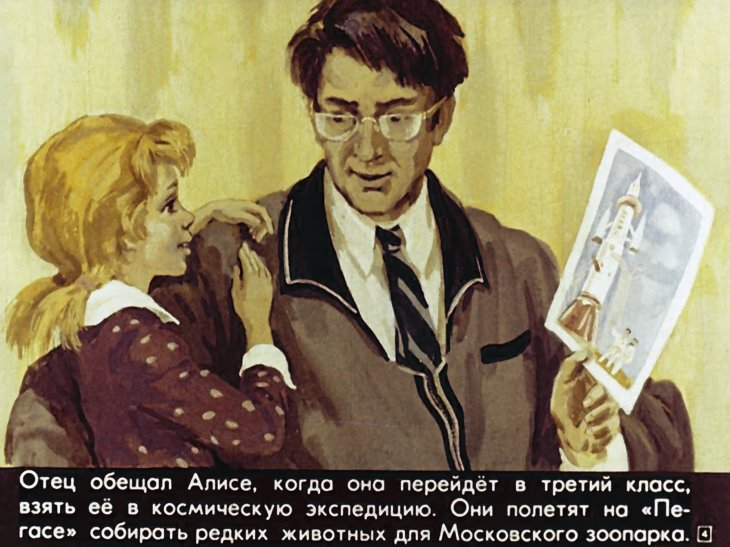 Отец обещал Алисе, когда она перейдёт в третий класс,
взять её в космическую экспедицию. Они полетят на «Пе-
гасе» собирать редких животных для Московского зоопарка. 4